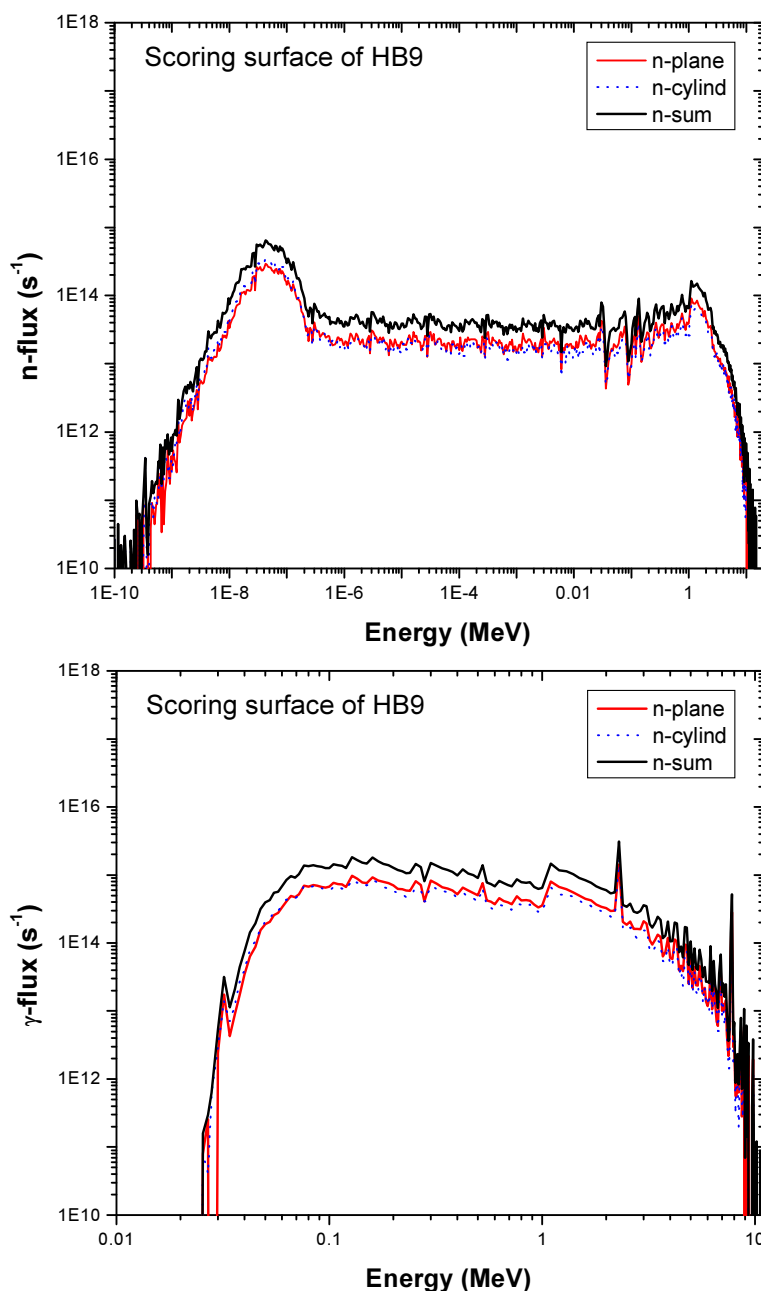 1E18
Scoring surface of HB9
n-plane
n-cylind
n-sum
1E16
1E14
1E12
1E10
n-flux (s-1)
1E-10 1E-8 1E-6 1E-4 0.01 1
Energy (MeV)
1E18
Scoring surface of HB9
n-plane
n-cylind
n-sum
1E16
1E14
1E12
1E10
γ-flux (s-1)
0.01 0.1 1 10
Energy (MeV)